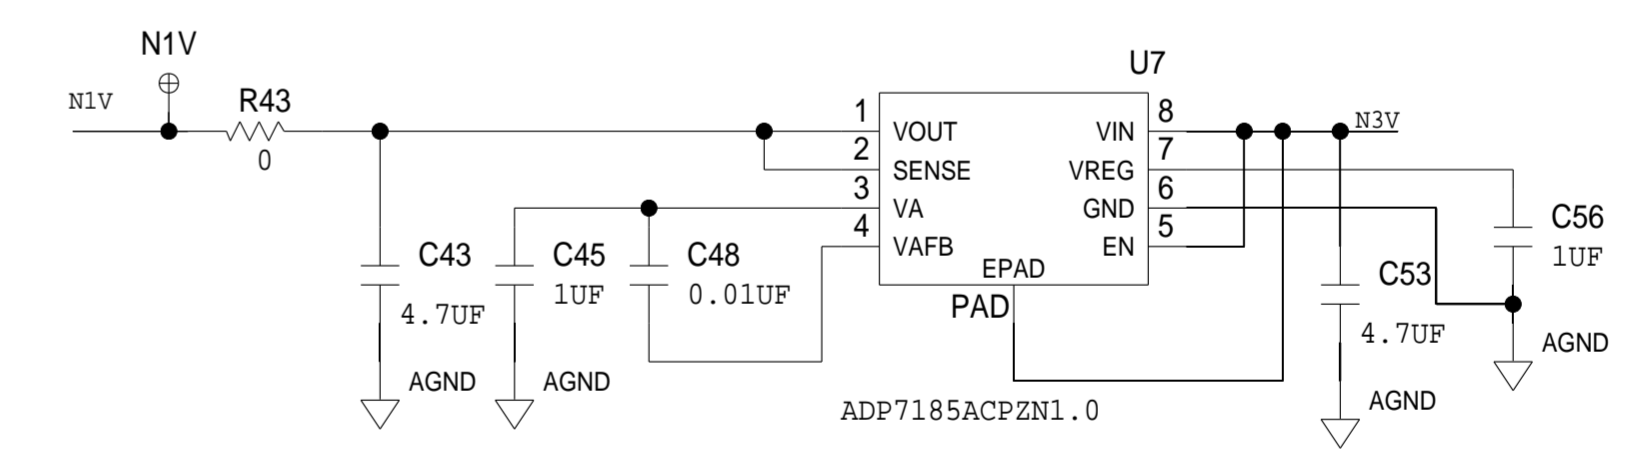 N1V
U7
N1V
R43
0
1
VOUT
VIN
8
N3V
2
SENSE
VREG
7
3
VA
GND
6
4
VAFB
EN
5
EPAD
PAD
C43
4.7UF
C45
1UF
C48
0.01UF
C53
4.7UF
C56
1UF
AGND
AGND
AGND
AGND
ADP7185ACPZN1.0